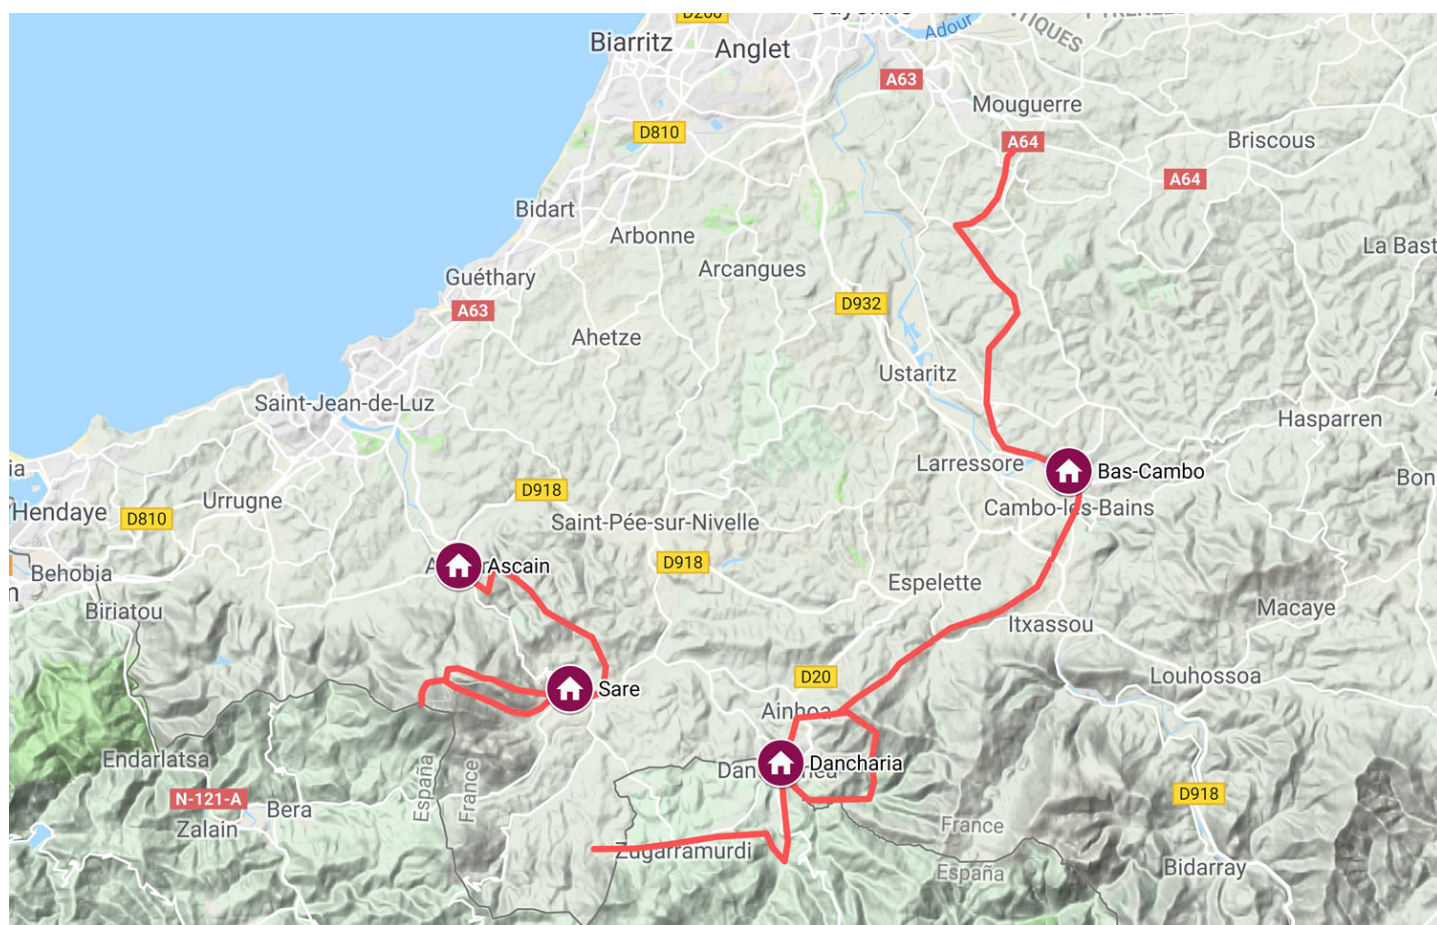 D260
Biarritz
Anglet
Adour
A63
Mouguerre
D810
A64
Briscous
A64
Bidart
Arbonne
La Bast
Arcangues
Guéthary
A63
D932
Ahetze
Ustaritz
Saint-Jean-de-Luz
Hasparren
ia
Larressore
Bas-Cambo
Bon
D918
Urrugne
Cambo-les-Bains
Hendaye
D810
Saint-Pée-sur-Nivelle
D918
Ascain
Behobia
Espelette
n
Biriatou
Macaye
Itxassou
Louhossoa
D20
Sare
Ainhoa
Endarlatsa
Dancharia
España
France
N-121-A
Bera
D918
Zalain
France
Zugarramurdi
España
Bidarray